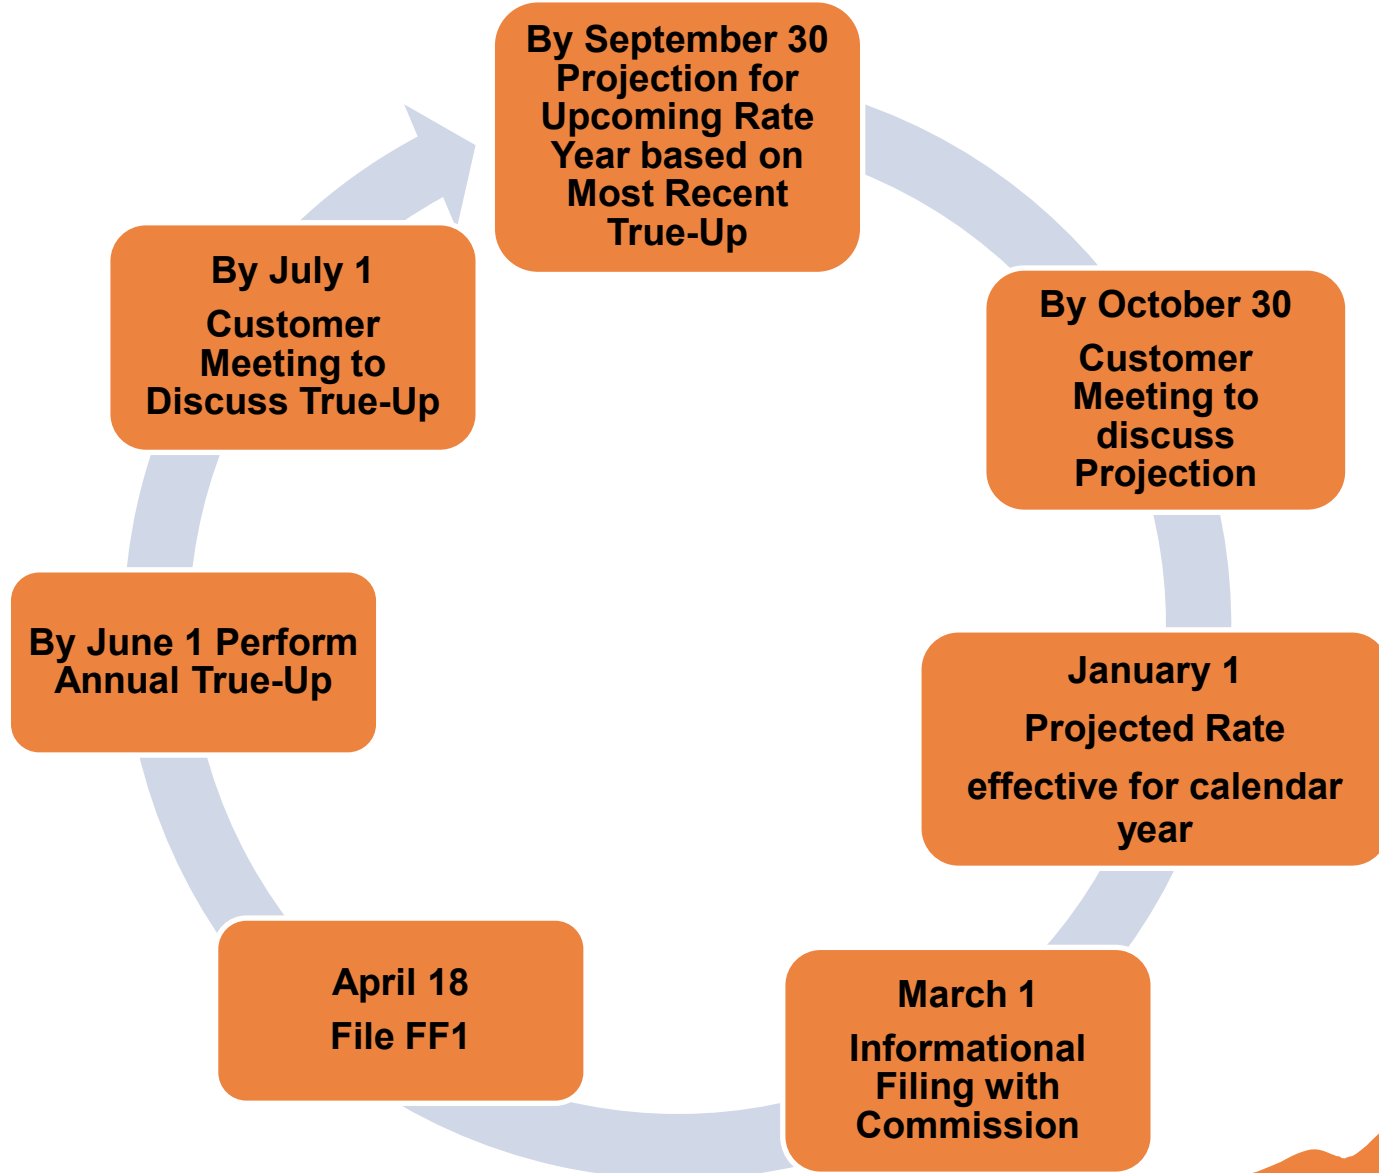 By September 30
Projection for
Upcoming Rate
Year based on
Most Recent
True-Up
By October 30
Customer
Meeting to
discuss
Projection
January 1
Projected Rate
effective for calendar
year
March 1
Informational
Filing with
Commission
April 18
File FF1
By June 1 Perform
Annual True-Up
By July 1
Customer
Meeting to
Discuss True-Up